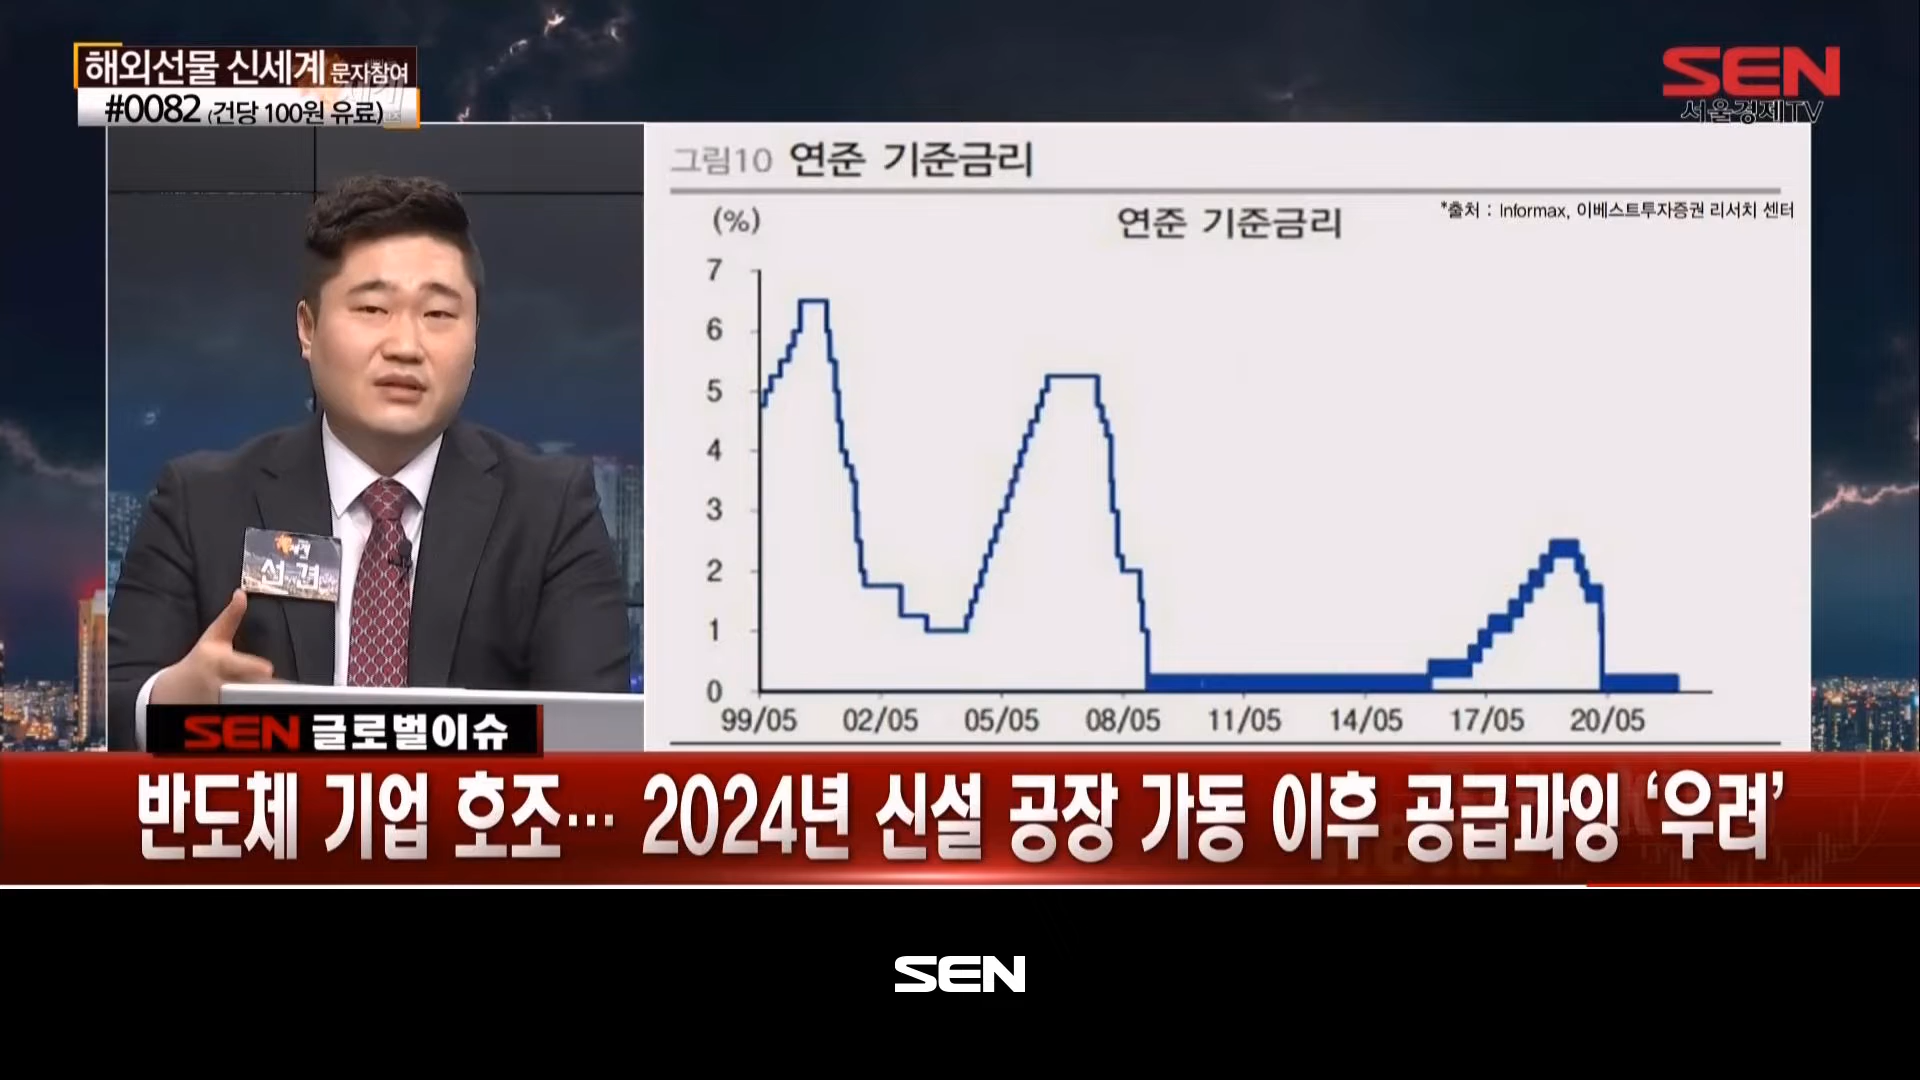 해외선물 신세계 문자참여
#0082 (건당 100원 유료)
SEN
서울경제TV
그림10 연준 기준금리
*출처 : Informax, 이베스트투자증권 리서치 센터
(%)
연준 기준금리
7
6
5
4
3
2
1
0
99/05 02/05 05/05 08/05 11/05 14/05 17/05 20/05
선견
SEN 글로벌이슈
반도체 기업 호조… 2024년 신설 공장 가동 이후 공급과잉 ‘우려’
SEN